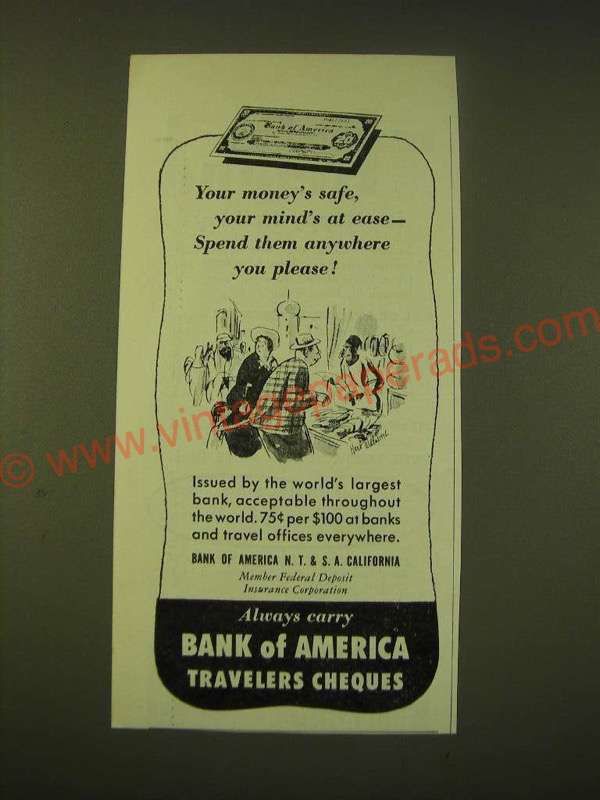 Bank of America
Your money's safe,
your mind's at ease—
Spend them anywhere
you please!
© www.vintagepaperads.com
Issued by the world's largest
bank, acceptable throughout
the world. 75¢ per $100 at banks
and travel offices everywhere.
BANK OF AMERICA N. T. & S. A. CALIFORNIA
Member Federal Deposit
Insurance Corporation
Always carry
BANK of AMERICA
TRAVELERS CHEQUES